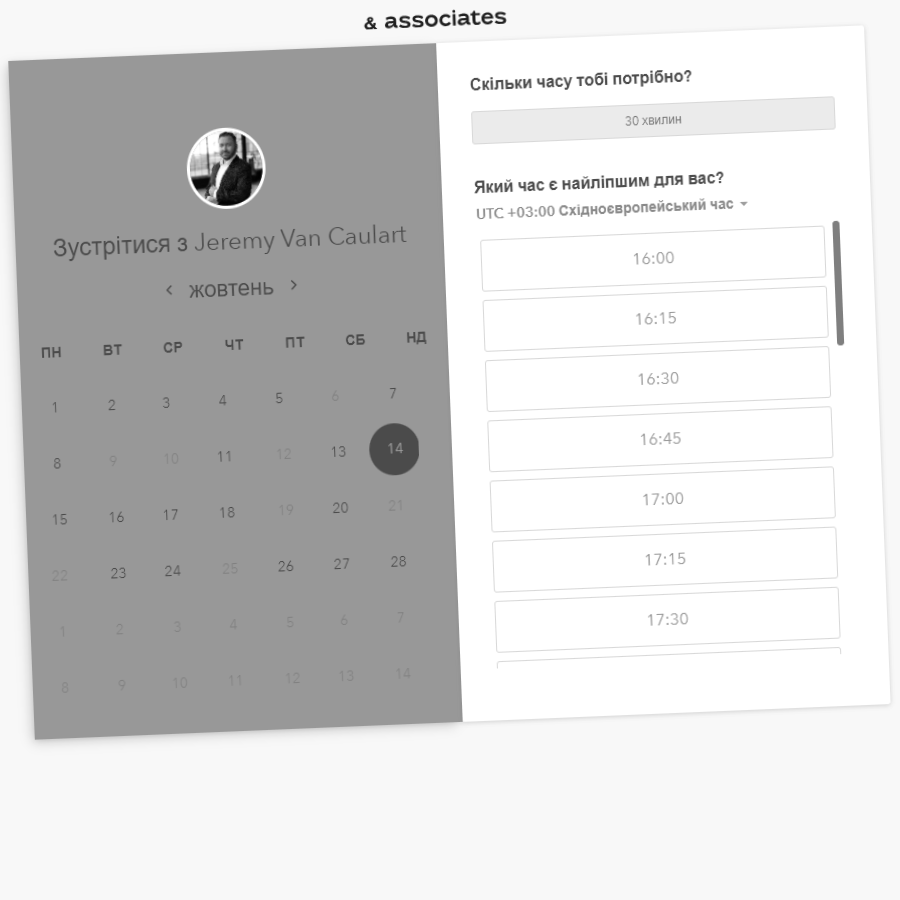 & associates
Зустрітися з Jeremy Van Caulart
жовтень
ПН ВТ СР ЧТ ПТ СБ НД
1 2 3 4 5 6 7
8 9 10 11 12 13 14
15 16 17 18 19 20 21
22 23 24 25 26 27 28
1 2 3 4 5 6 7
8 9 10 11 12 13 14
Скільки часу тобі потрібно?
30 хвилин
Який час є найліпшим для вас?
UTC +03:00 Східноєвропейський час
16:00
16:15
16:30
16:45
17:00
17:15
17:30